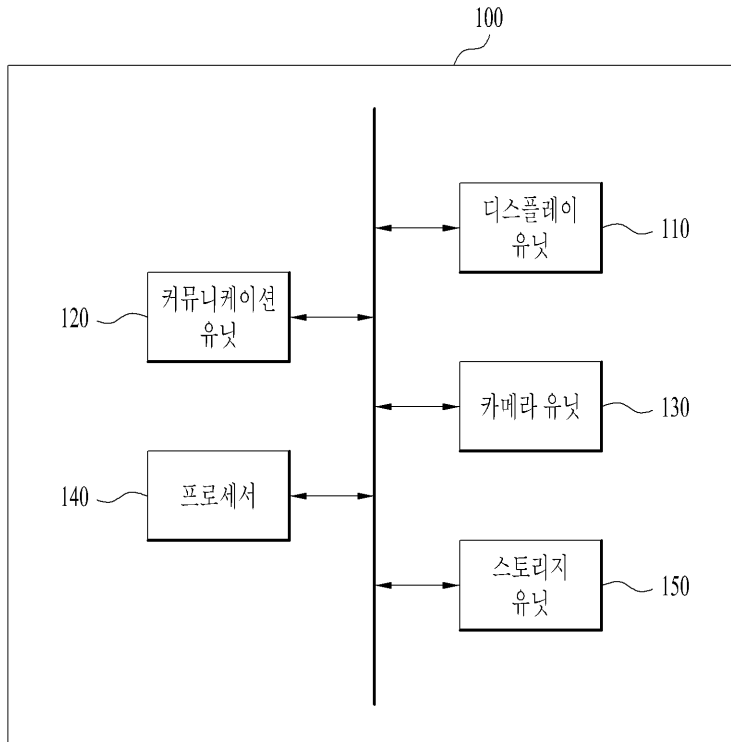 100
디스플레이
유닛
110
커뮤니케이션
유닛
120
카메라 유닛
130
프로세서
140
스토리지
유닛
150